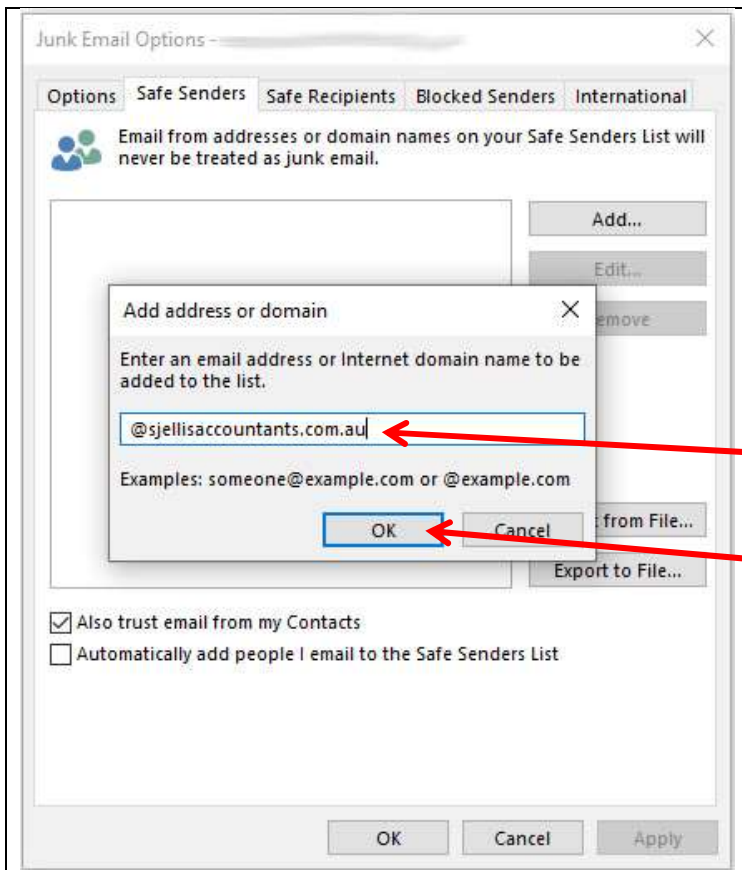 Junk Email Options -
Options Safe Senders Safe Recipients Blocked Senders International
Email from addresses or domain names on your Safe Senders List will
never be treated as junk email.
Add...
Edit...
emove
Add address or domain
Enter an email address or Internet domain name to be
added to the list.
@sjellisaccountants.com.au
Examples: someone@example.com or @example.com
OK Cancel
from File...
Export to File...
Also trust email from my Contacts
Automatically add people I email to the Safe Senders List
OK Cancel Apply